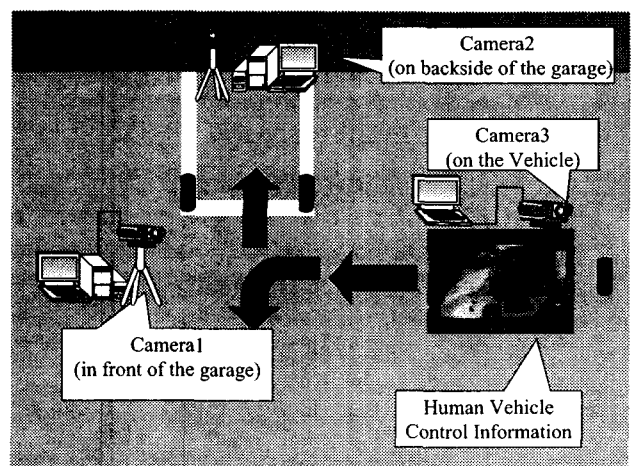 Camera2
(on backside of the garage)
Camera3
(on the Vehicle)
Camera1
(in front of the garage)
Human Vehicle
Control Information